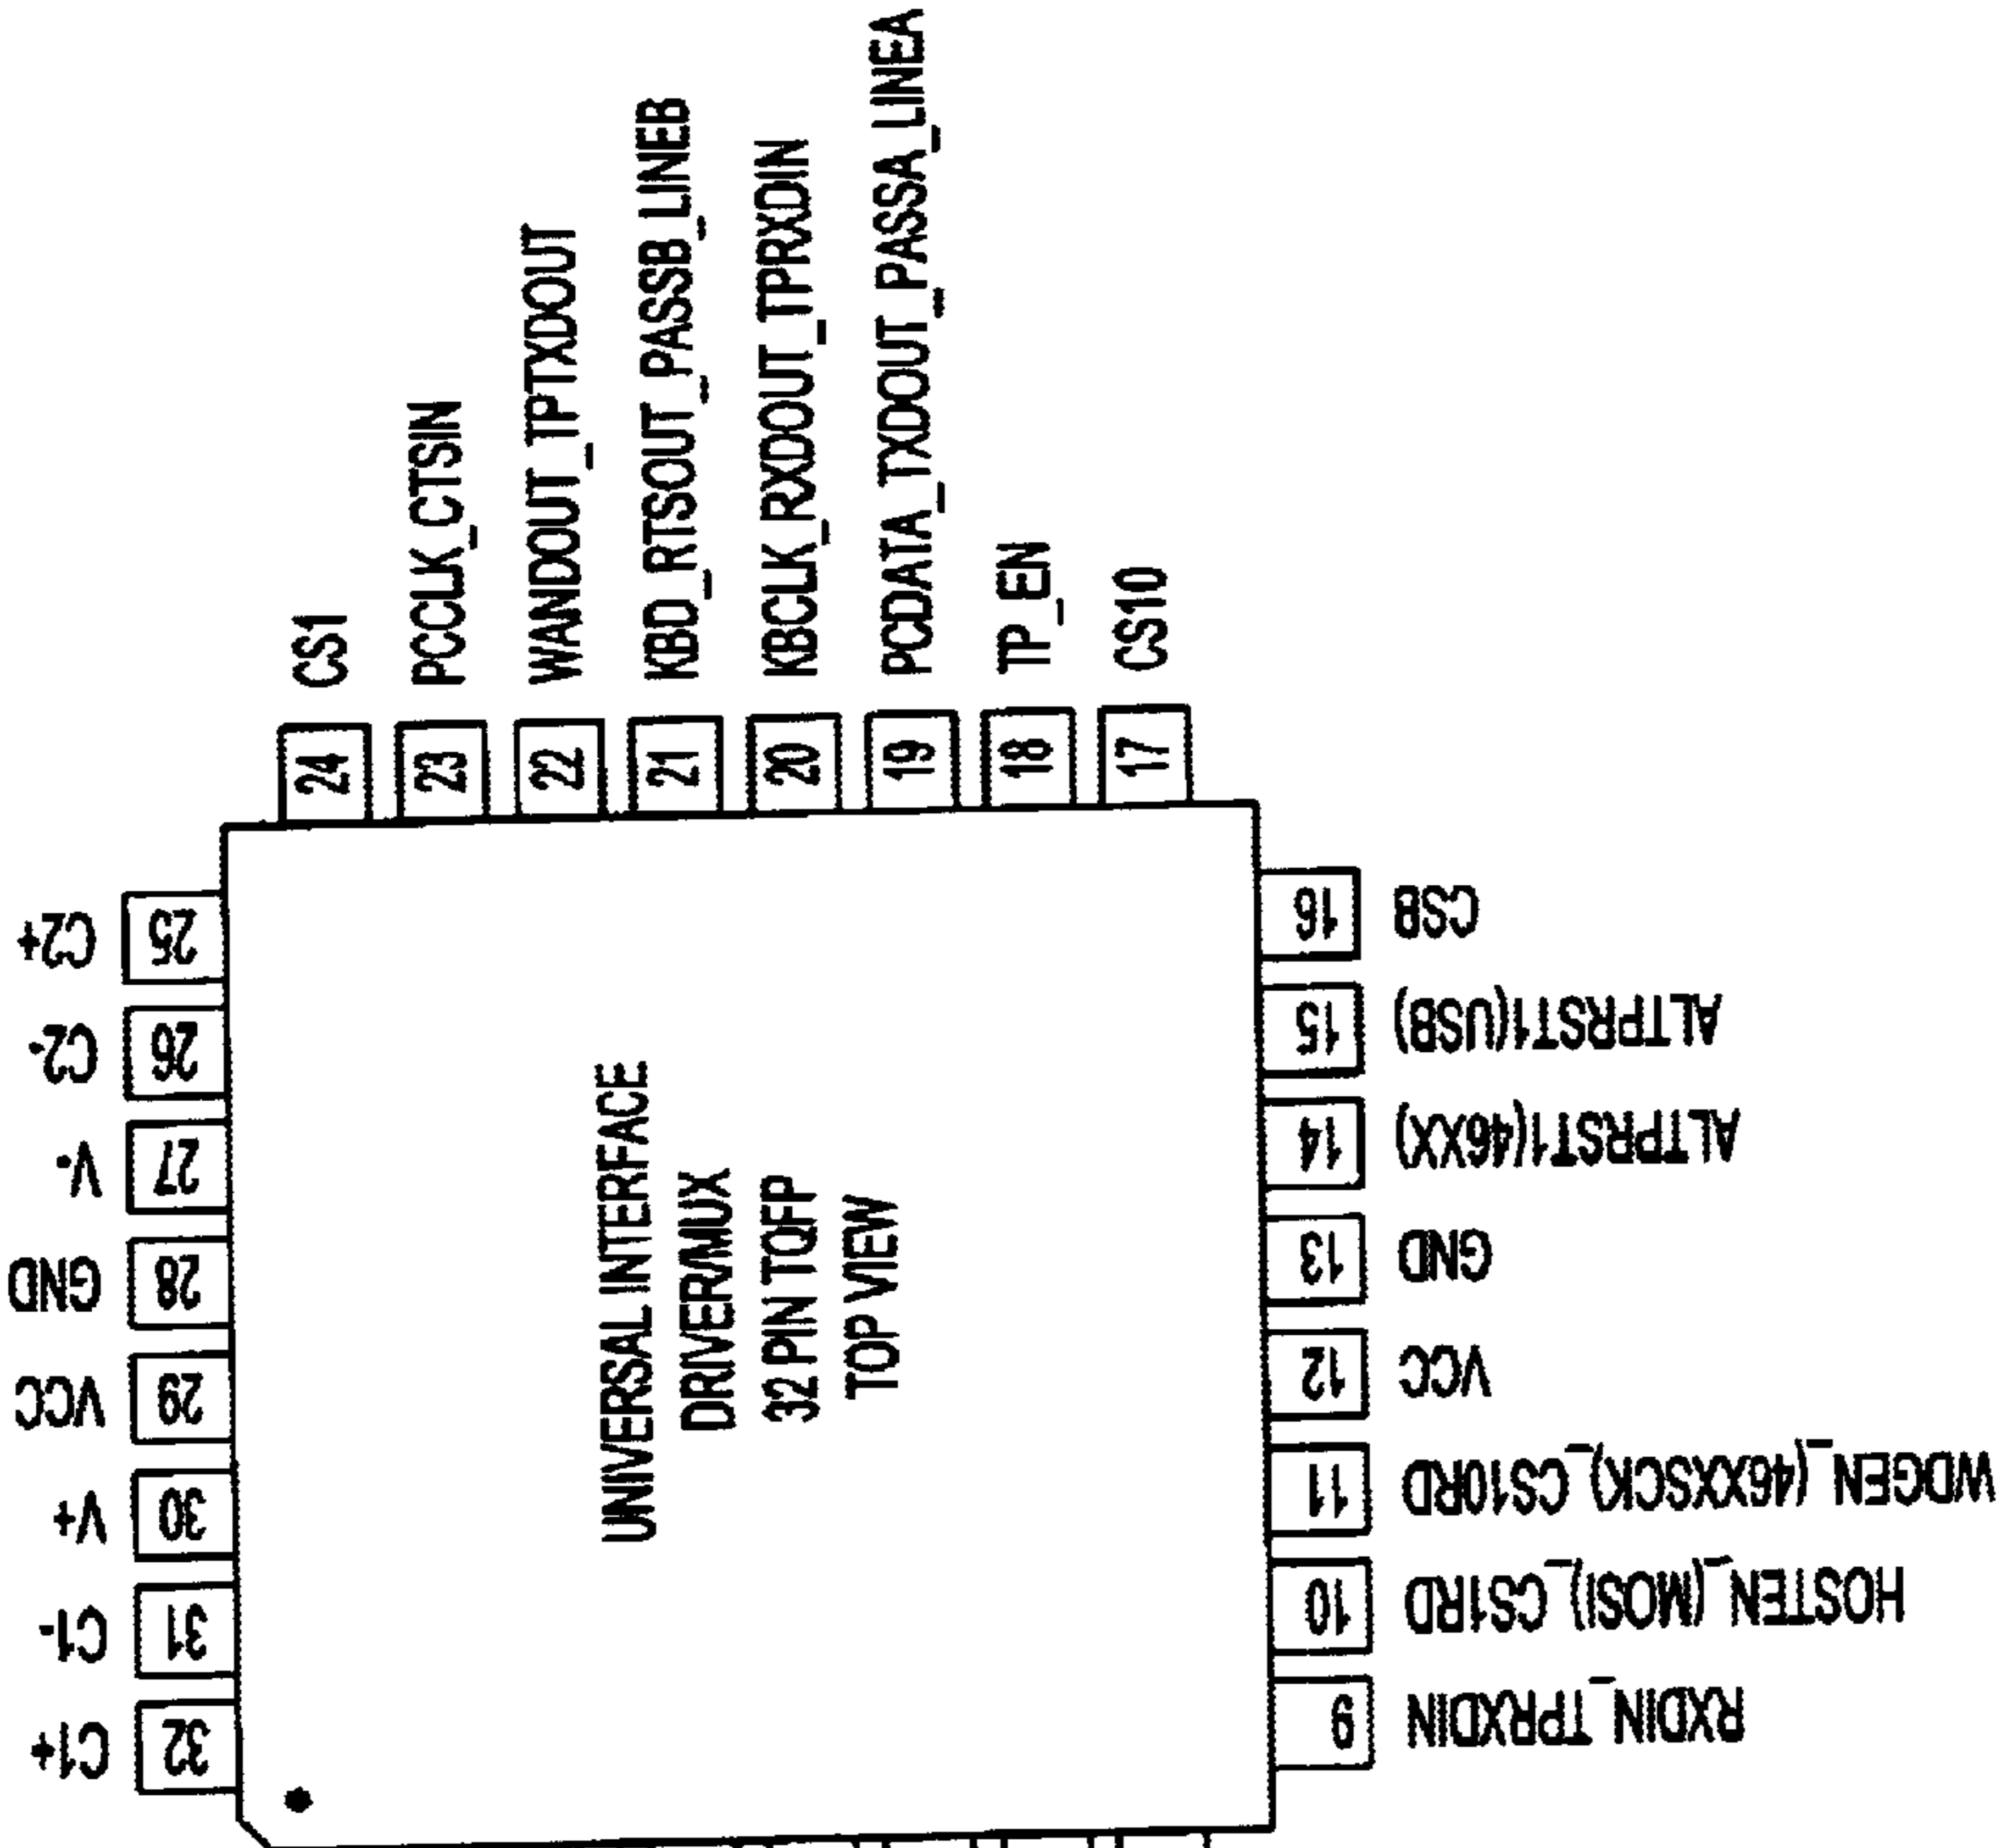 CS1
24
PCCLK_CTSIN
23
WANDOUT_TPTXDOUT
22
KBD_RTSOUT_PASSB_LINEB
21
KBCLK_RXDOUT_TPRXDIN
20
PCDATA_TXDOUT_PASSA_LINEA
19
TP_EN
18
CS10
17
C2+ 25
C2- 26
V- 27
GND 28
VCC 29
V+ 30
C1- 31
C1+ 32
UNIVERSAL INTERFACE
DRIVER/MUX
32 PIN TQFP
TOP VIEW
16 CS8
15 ALTPRST1(USB)
14 ALTPRST1(46XX)
13 GND
12 VCC
11 WDGEN_(46XXSCK)_CS10RD
10 HOSTEN_(MOSI)_CS1RD
9 RXDIN_TPRXDIN